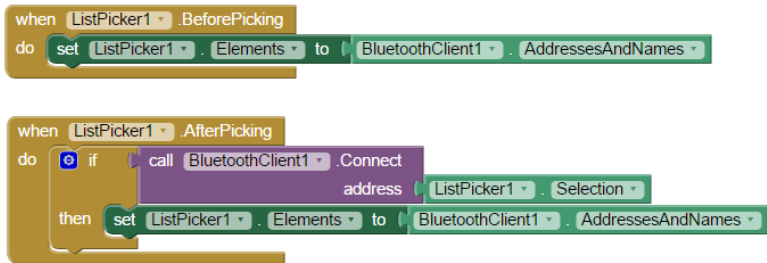 when ListPicker1 .BeforePicking
do set ListPicker1 . Elements to BluetoothClient1 . AddressesAndNames
when ListPicker1 .AfterPicking
do if call BluetoothClient1 .Connect
address ListPicker1 . Selection
then set ListPicker1 . Elements to BluetoothClient1 . AddressesAndNames